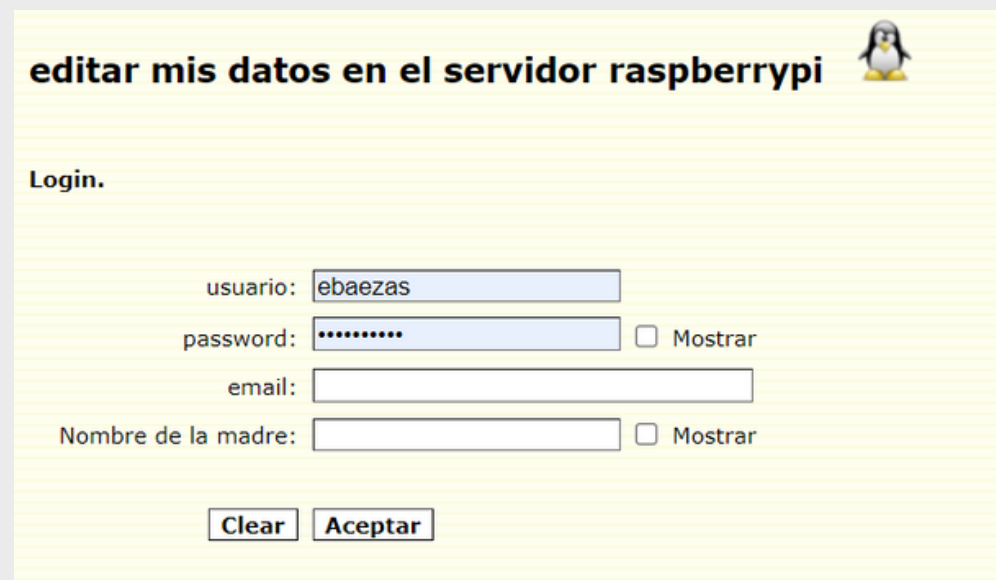 editar mis datos en el servidor raspberrypi
Login.
usuario: ebaezas
password: •••••••••• Mostrar
email:
Nombre de la madre: Mostrar
Clear Aceptar